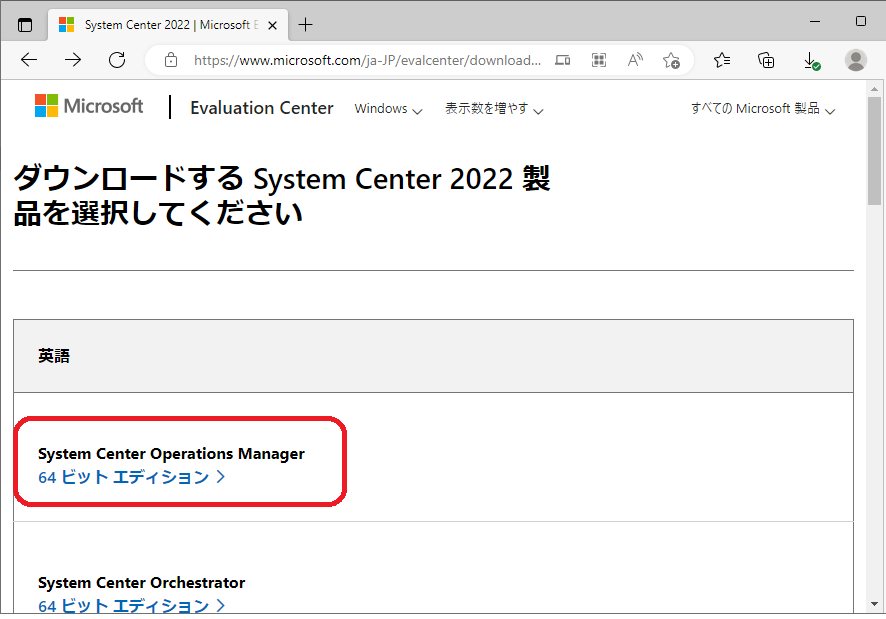 System Center 2022 | Microsoft E
https://www.microsoft.com/ja-JP/evalcenter/download...
Microsoft | Evaluation Center Windows 表示数を増やす すべての Microsoft 製品
ダウンロードする System Center 2022 製
品を選択してください
英語
System Center Operations Manager
64 ビット エディション
System Center Orchestrator
64 ビット エディション